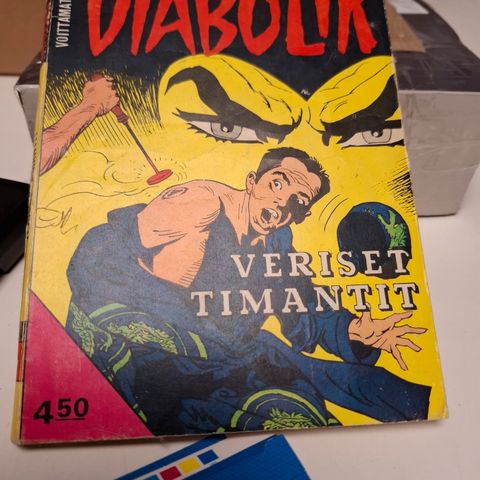 VOITTAMAT
DIABOLIK
VERISET
TIMANTIT
4.50